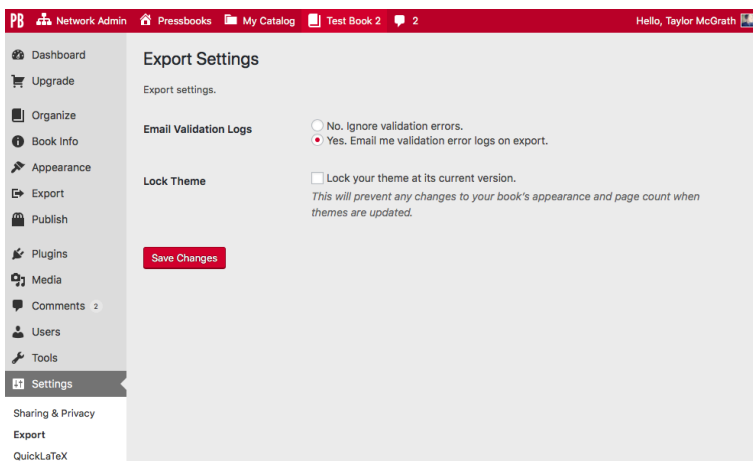 PB Network Admin Pressbooks My Catalog Test Book 2 2 Hello, Taylor McGrath
Dashboard
Upgrade
Organize
Book Info
Appearance
Export
Publish
Plugins
Media
Comments 2
Users
Tools
Settings
Sharing & Privacy
Export
QuickLaTeX
Export Settings
Export settings.
Email Validation Logs
No. Ignore validation errors.
Yes. Email me validation error logs on export.
Lock Theme
Lock your theme at its current version.
This will prevent any changes to your book's appearance and page count when
themes are updated.
Save Changes